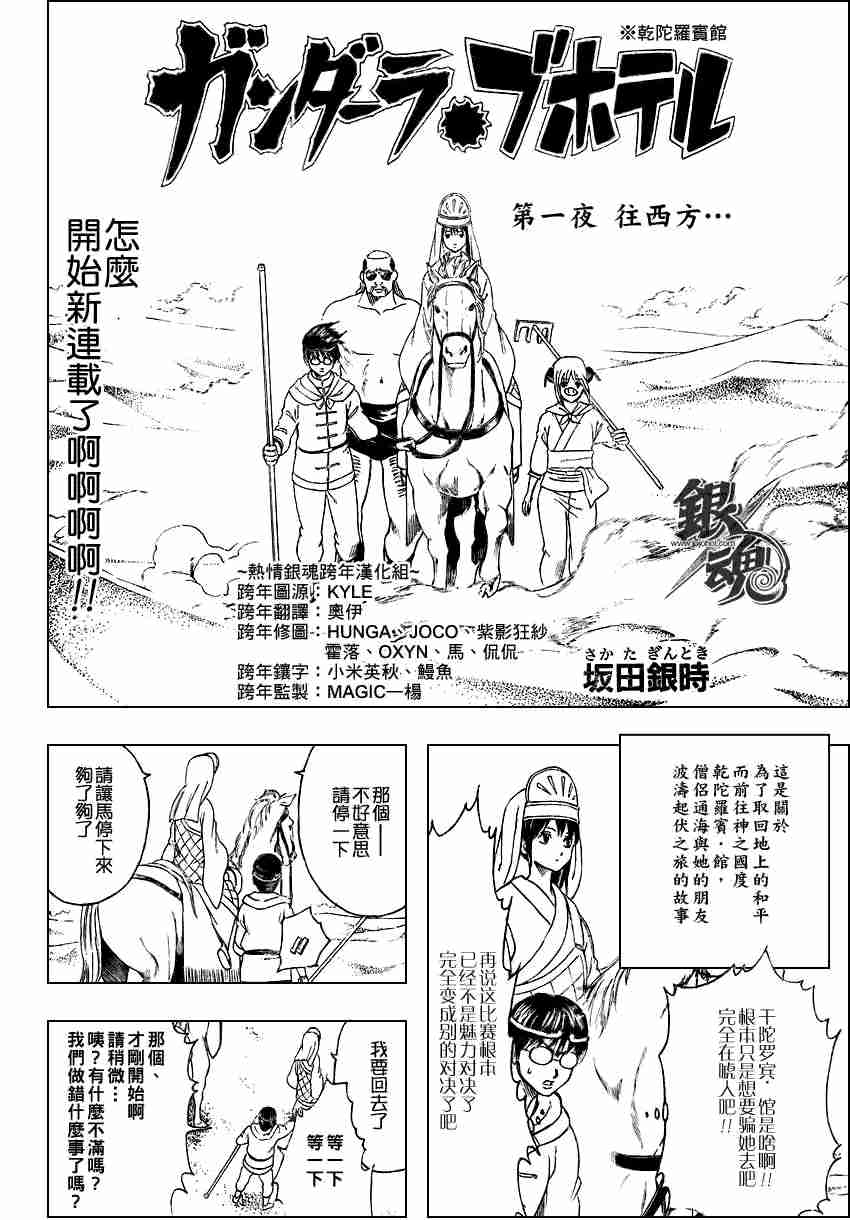 ※乾陀羅賓館
ガンダーラ・ブホテル
第一夜 往西方…
怎麼
開始新連載了啊啊啊啊!!
銀魂
~熱情銀魂跨年漢化組~
跨年圖源：KYLE
跨年翻譯：奧伊
跨年修圖：HUNGA、JOCO、紫影狂紗
霍落、OXYN、馬、侃侃
跨年鑲字：小米英秋、鰻魚
跨年監製：MAGIC—楊
さかた ぎんとき
坂田銀時
這是關於
為了取回地上的和平
而前往神之國度
乾陀羅賓·館，
僧侶通海與她的朋友
波濤起伏之旅的故事
干陀罗宾·馆是啥啊!!
根本只是想要骗她去吧
完全在唬人吧!!
再说这比赛根本
已经不是魅力对决了
完全变成别的对决了吧
那個——
不好意思
請停一下
請讓馬停下來
夠了夠了
我要回去了
等一下
等一下
那個、
才剛開始啊
請稍微…
咦？有什麼不滿嗎？
我們做錯什麼事了嗎？